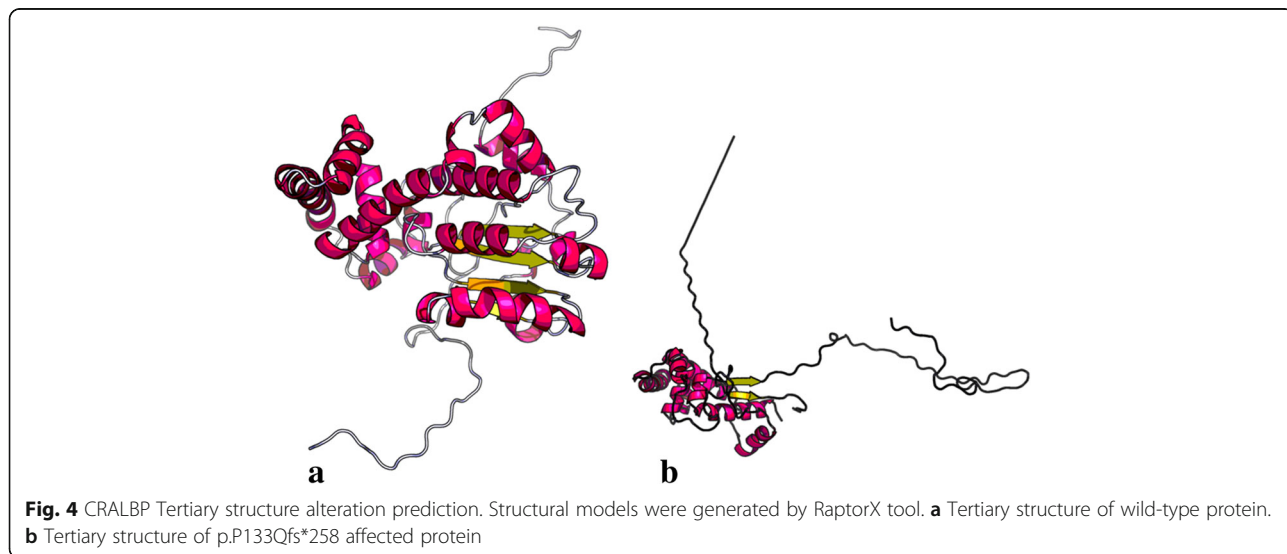 a
b
Fig. 4 CRALBP Tertiary structure alteration prediction. Structural models were generated by RaptorX tool. a Tertiary structure of wild-type protein.
b Tertiary structure of p.P133Qfs*258 affected protein